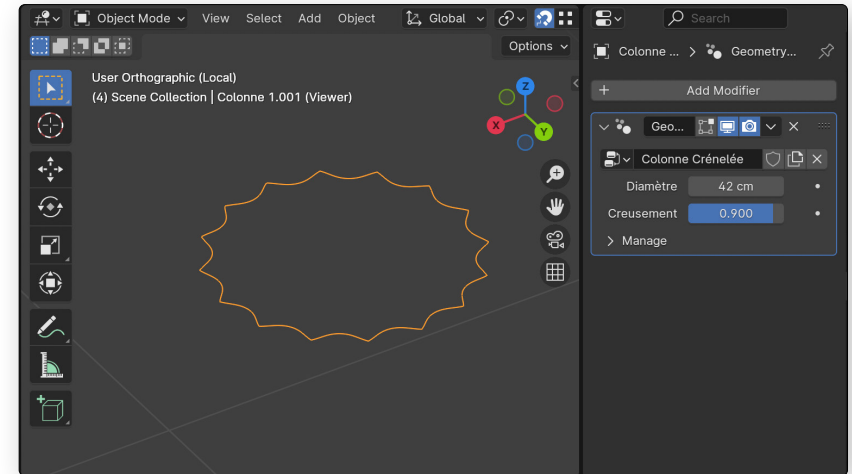 Object Mode View Select Add Object Global
Search
Options
Colonne ... Geometry...
User Orthographic (Local)
(4) Scene Collection | Colonne 1.001 (Viewer)
Z
X
Y
+ Add Modifier
Geo...
Colonne Crénelée
Diamètre 42 cm
Creusement 0.900
Manage